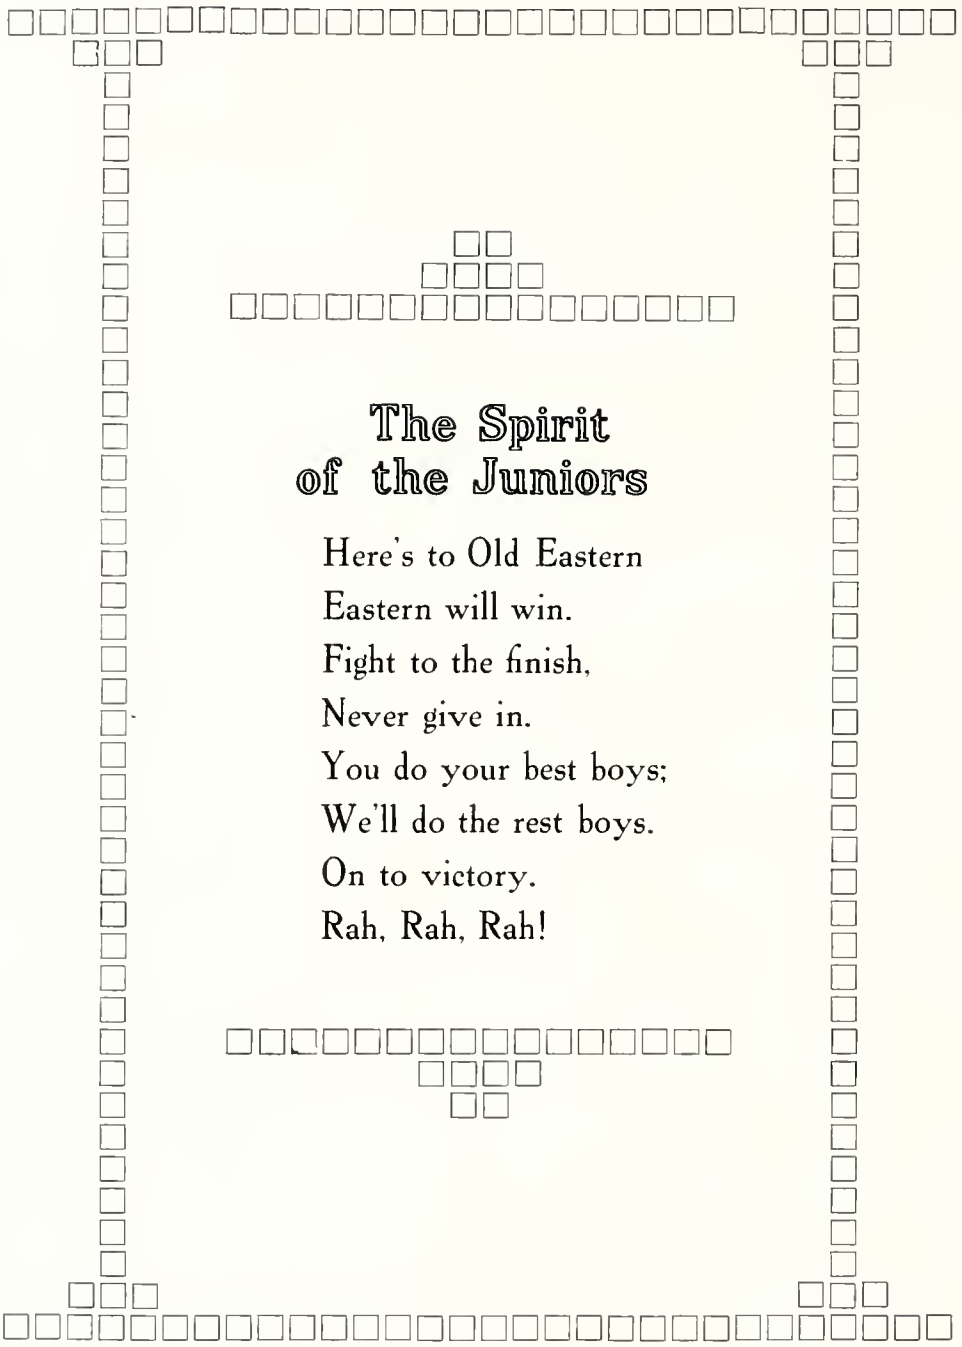 The Spirit
of the Juniors
Here's to Old Eastern
Eastern will win.
Fight to the finish,
Never give in.
You do your best boys;
We'll do the rest boys.
On to victory.
Rah, Rah, Rah!